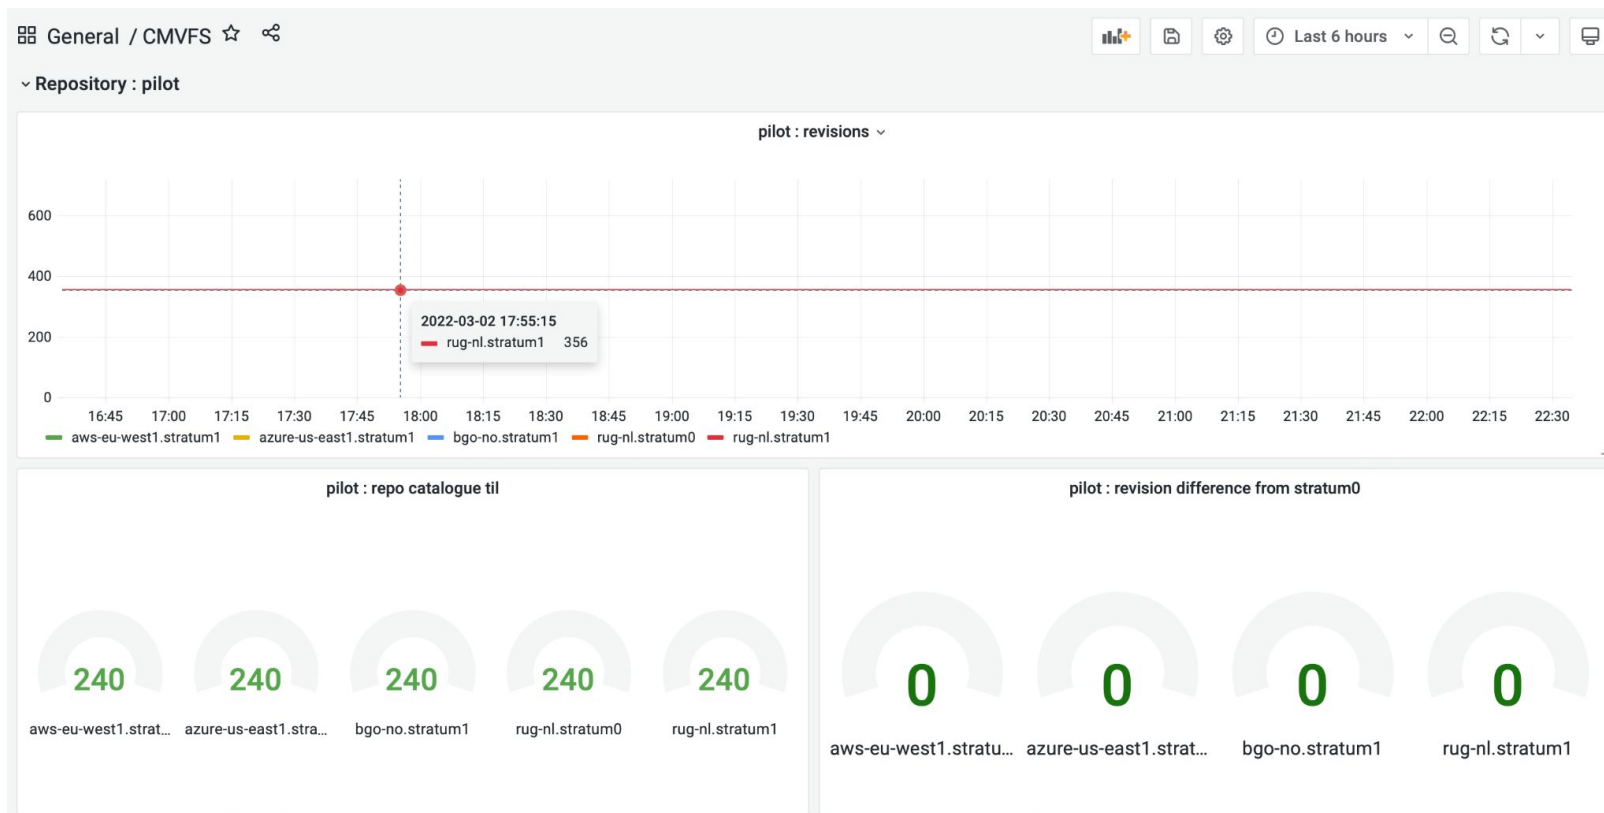 General / CMVFS
Last 6 hours
Repository : pilot
pilot : revisions
600
400
200
0
2022-03-02 17:55:15
rug-nl.stratum1 356
16:45 17:00 17:15 17:30 17:45 18:00 18:15 18:30 18:45 19:00 19:15 19:30 19:45 20:00 20:15 20:30 20:45 21:00 21:15 21:30 21:45 22:00 22:15 22:30
aws-eu-west1.stratum1 azure-us-east1.stratum1 bgo-no.stratum1 rug-nl.stratum0 rug-nl.stratum1
pilot : repo catalogue til
240 240 240 240 240
aws-eu-west1.strat... azure-us-east1.stra... bgo-no.stratum1 rug-nl.stratum0 rug-nl.stratum1
pilot : revision difference from stratum0
0 0 0 0
aws-eu-west1.stratu... azure-us-east1.strat... bgo-no.stratum1 rug-nl.stratum1